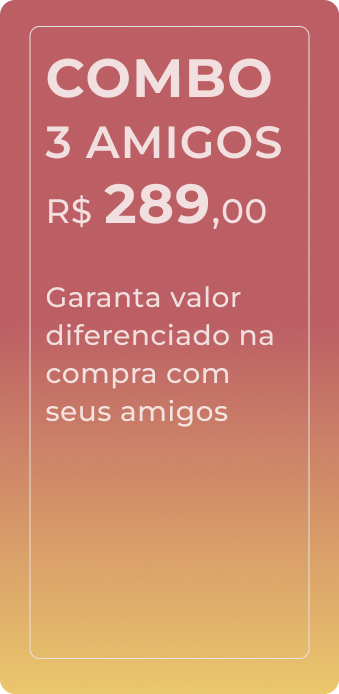 COMBO
3 AMIGOS
R$ 289,00
Garanta valor
diferenciado na
compra com
seus amigos